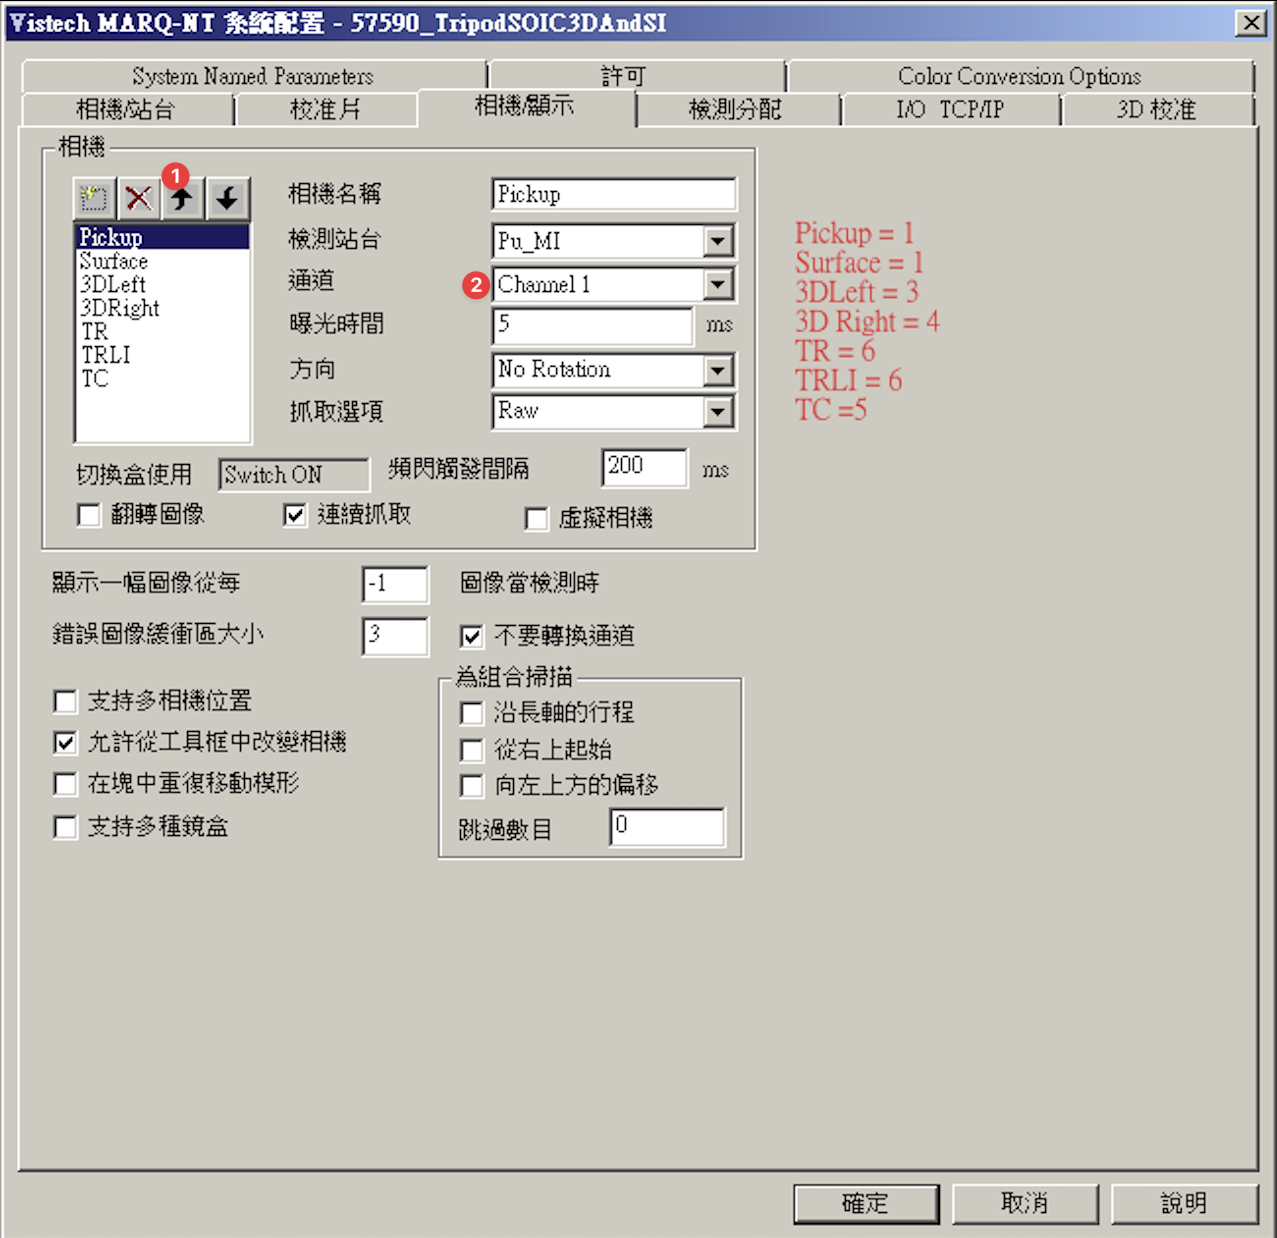 Vistech MARQ-NT 系統配置 - 57590_TripodSOIC3DAndSI
System Named Parameters
許可
Color Conversion Options
相機/站台
校准片
相機/顯示
檢測分配
I/O TCP/IP
3D 校准
相機
1
Pickup
Surface
3DLeft
3DRight
TR
TRLI
TC
相機名稱
Pickup
檢測站台
Pu_MI
通道
2
Channel 1
曝光時間
5
ms
方向
No Rotation
抓取選項
Raw
Pickup = 1
Surface = 1
3DLeft = 3
3D Right = 4
TR = 6
TRLI = 6
TC =5
切換盒使用
Switch ON
頻閃觸發間隔
200
ms
翻轉圖像
連續抓取
虛擬相機
顯示一幅圖像從每
-1
圖像當檢測時
錯誤圖像緩衝區大小
3
不要轉換通道
支持多相機位置
允許從工具框中改變相機
在塊中重復移動模形
支持多種鏡盒
為組合掃描
沿長軸的行程
從右上起始
向左上方的偏移
跳過數目
0
確定
取消
說明